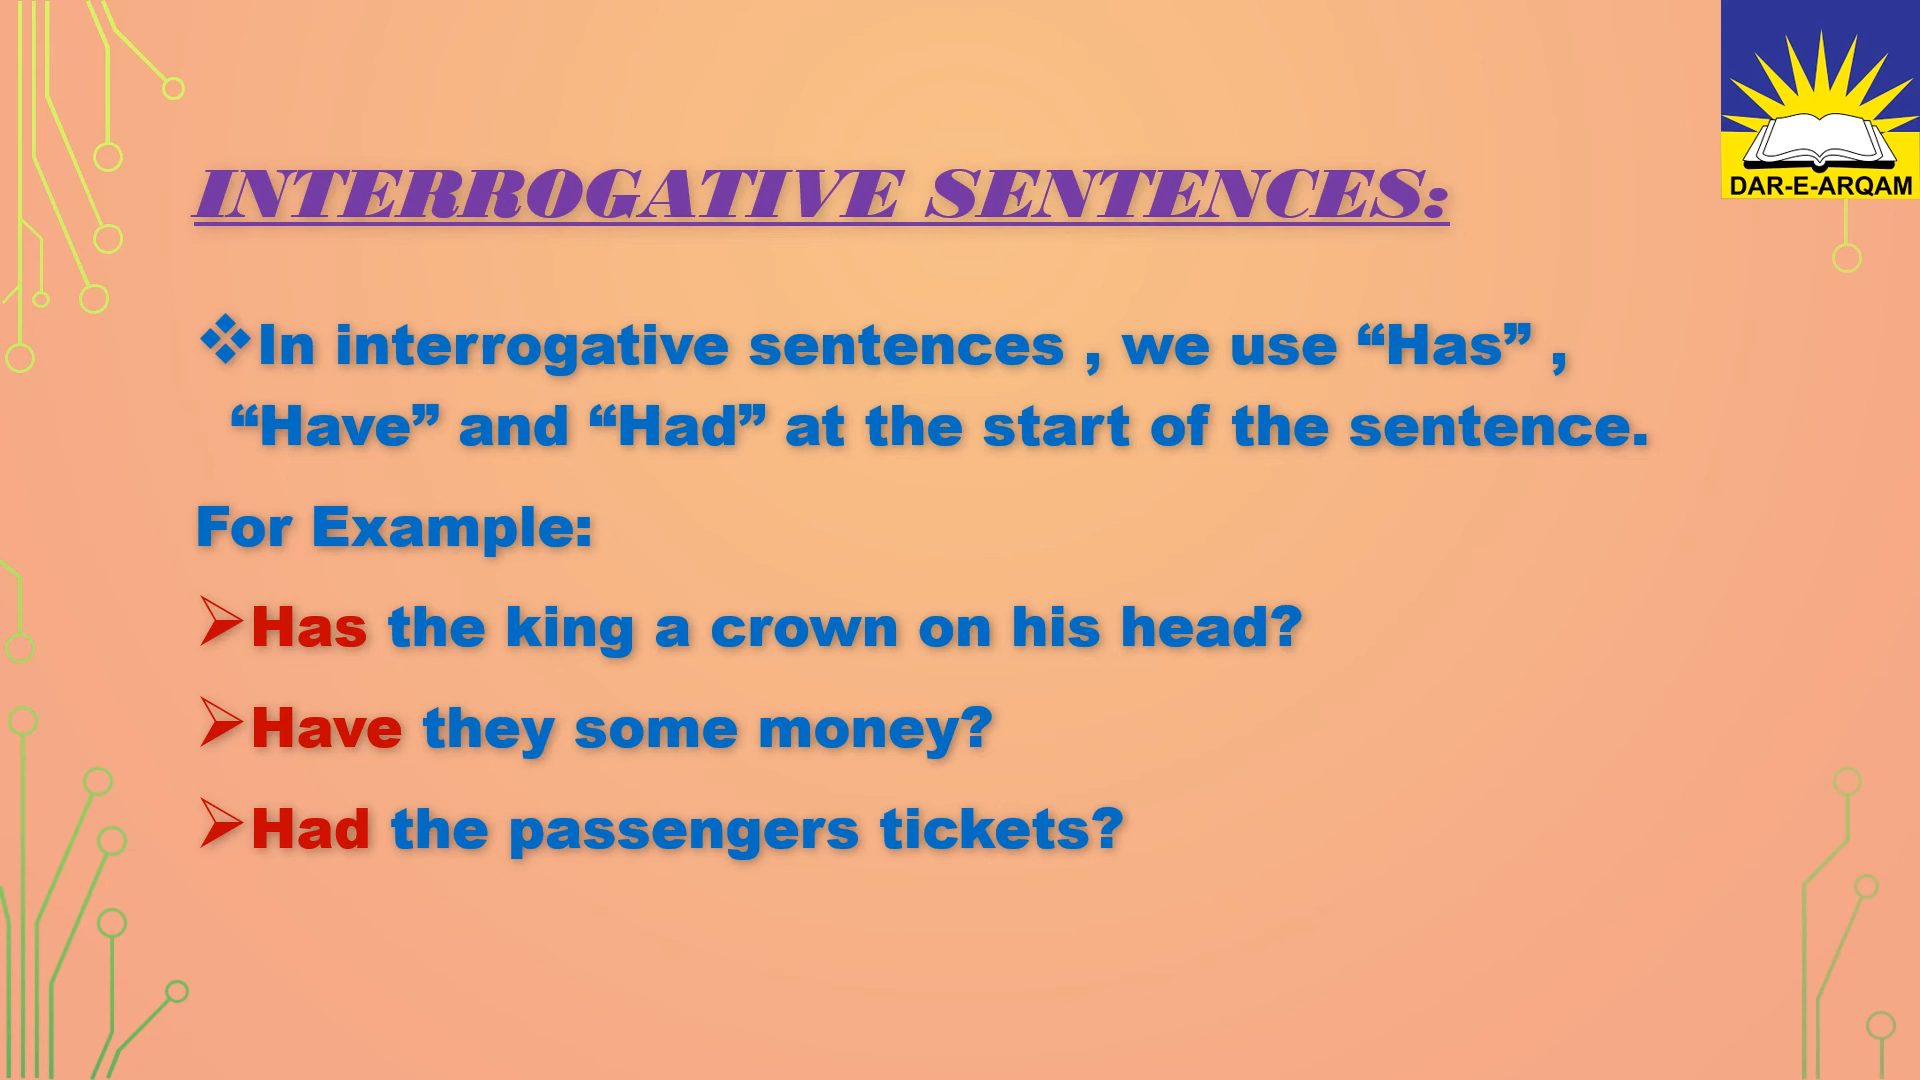 DAR-E-ARQAM
INTERROGATIVE SENTENCES:
❖In interrogative sentences , we use “Has” ,
“Have” and “Had” at the start of the sentence.
For Example:
➢Has the king a crown on his head?
➢Have they some money?
➢Had the passengers tickets?